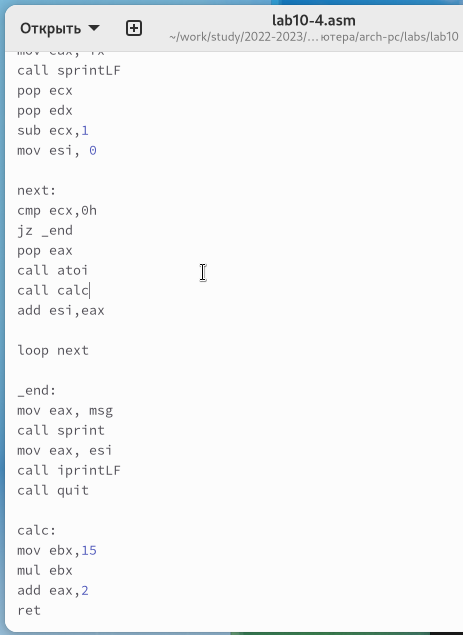 Открыть
lab10-4.asm
~/work/study/2022-2023/... ютера/arch-pc/labs/lab10
mov eax, fx
call sprintLF
pop ecx
pop edx
sub ecx,1
mov esi, 0
next:
cmp ecx,0h
jz _end
pop eax
call atoi
call calc
add esi,eax
loop next
_end:
mov eax, msg
call sprint
mov eax, esi
call iprintLF
call quit
calc:
mov ebx,15
mul ebx
add eax,2
ret